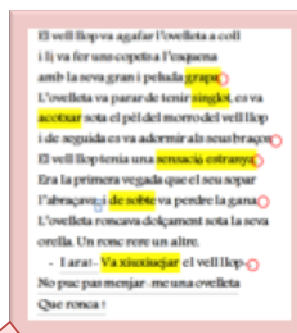 El vell llop va agafar l'ovelleta a coll
i li va fer uns copets a l'esquena
amb la seva gran i peluda grapa
L'ovelleta va parar de tenir singlot, es va
acotxar sota el pèl del morro del vell llop
i de seguida es va adormir als seus braços
El vell llop tenia una sensació estranya
Era la primera vegada que el seu sopar
l'abraçava; i de sobte va perdre la gana
L'ovelleta roncava dolçament sota la seva
orella. Un ronc rere un altre.
- I ara!- Va xiuxiuejar el vell llop-
No puc pas menjar-me una ovelleta
Que ronca!